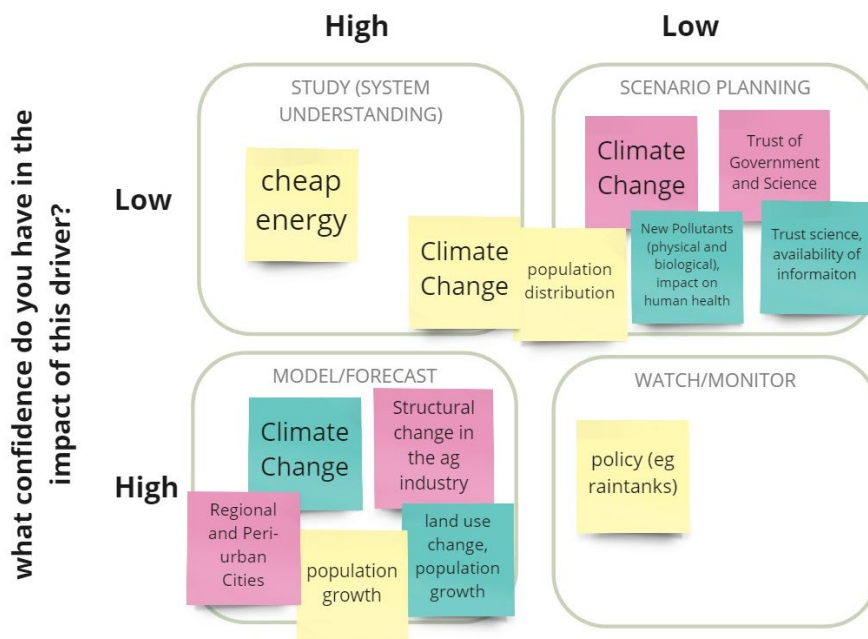 High
Low
what confidence do you have in the
impact of this driver?
Low
STUDY (SYSTEM
UNDERSTANDING)
cheap
energy
Climate
Change
population
distribution
SCENARIO PLANNING
Climate
Change
Trust of
Government
and Science
New Pollutants
(physical and
biological),
impact on
human health
Trust science,
availability of
informaiton
High
MODEL/FORECAST
Climate
Change
Structural
change in
the ag
industry
Regional
and Peri-
urban
Cities
population
growth
land use
change,
population
growth
WATCH/MONITOR
policy (eg
raintanks)